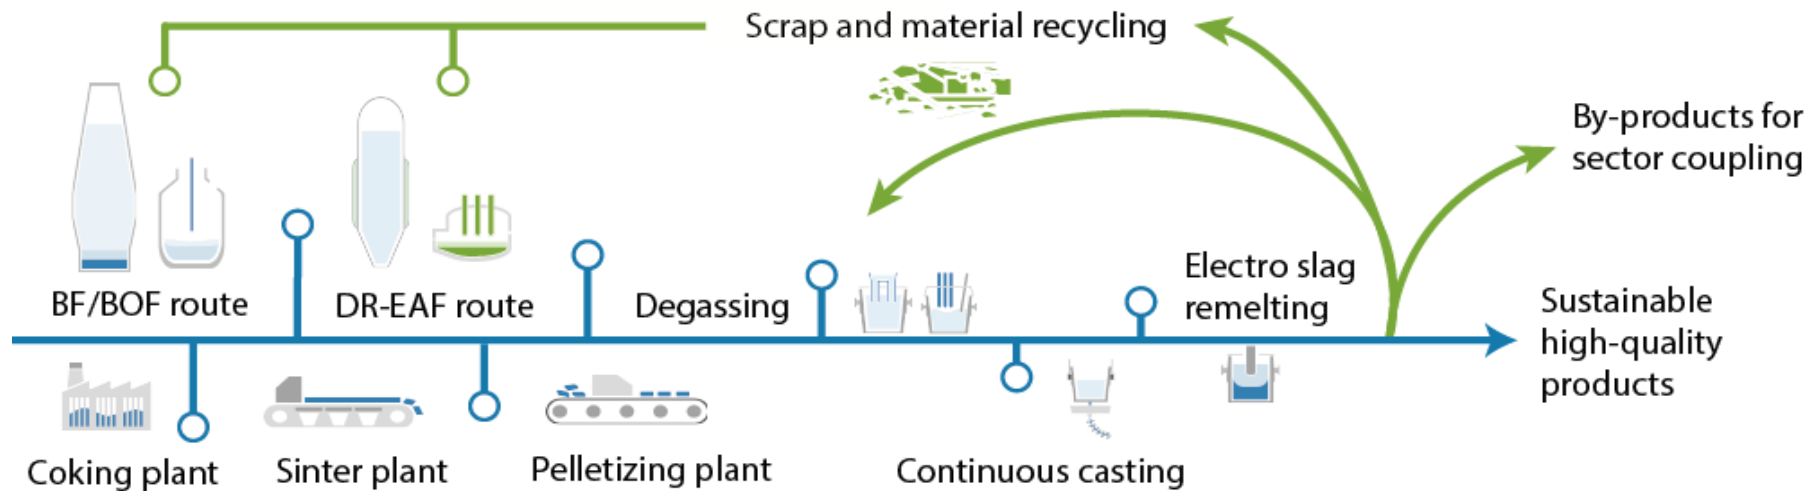 Scrap and material recycling
By-products for
sector coupling
BF/BOF route
DR-EAF route
Degassing
Electro slag
remelting
Sustainable
high-quality
products
Coking plant
Sinter plant
Pelletizing plant
Continuous casting